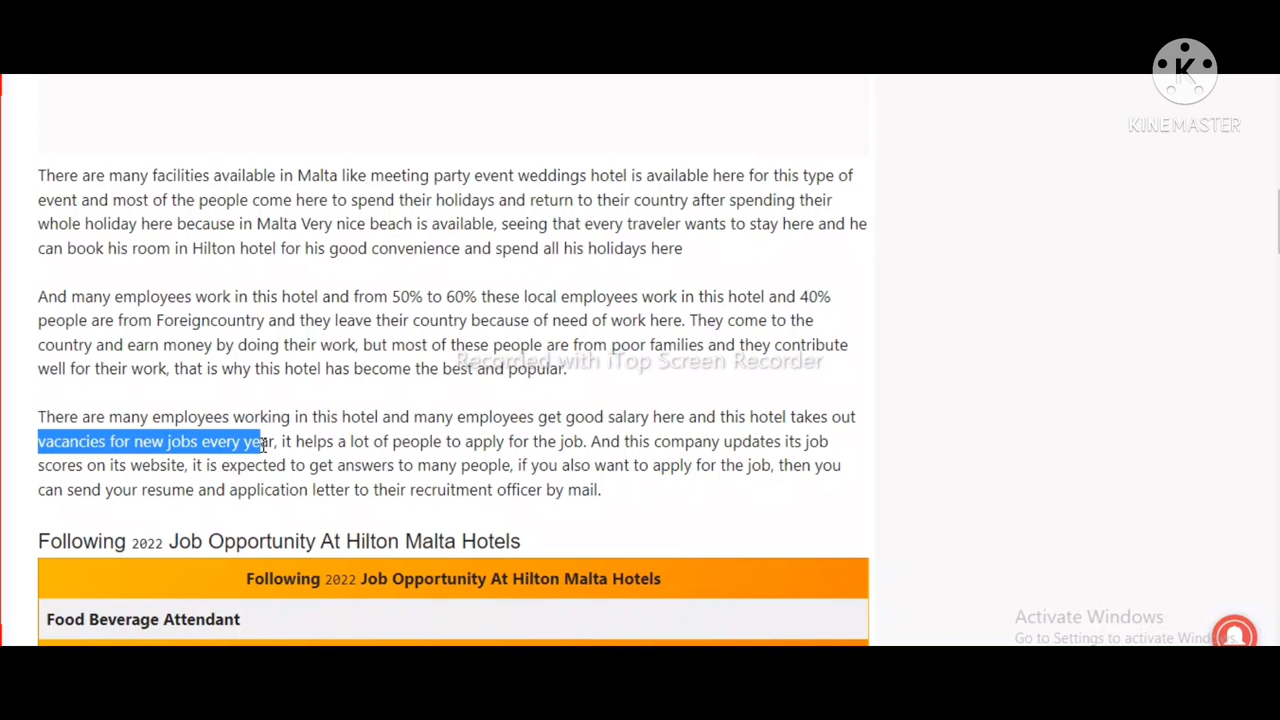 K
KINEMASTER
There are many facilities available in Malta like meeting party event weddings hotel is available here for this type of
event and most of the people come here to spend their holidays and return to their country after spending their
whole holiday here because in Malta Very nice beach is available, seeing that every traveler wants to stay here and he
can book his room in Hilton hotel for his good convenience and spend all his holidays here
And many employees work in this hotel and from 50% to 60% these local employees work in this hotel and 40%
people are from Foreigncountry and they leave their country because of need of work here. They come to the
country and earn money by doing their work, but most of these people are from poor families and they contribute
Recorded with iTop Screen Recorder
well for their work, that is why this hotel has become the best and popular.
There are many employees working in this hotel and many employees get good salary here and this hotel takes out
vacancies for new jobs every year, it helps a lot of people to apply for the job. And this company updates its job
scores on its website, it is expected to get answers to many people, if you also want to apply for the job, then you
can send your resume and application letter to their recruitment officer by mail.
Following 2022 Job Opportunity At Hilton Malta Hotels
Following 2022 Job Opportunity At Hilton Malta Hotels
Food Beverage Attendant
Activate Windows
Go to Settings to activate Windows.